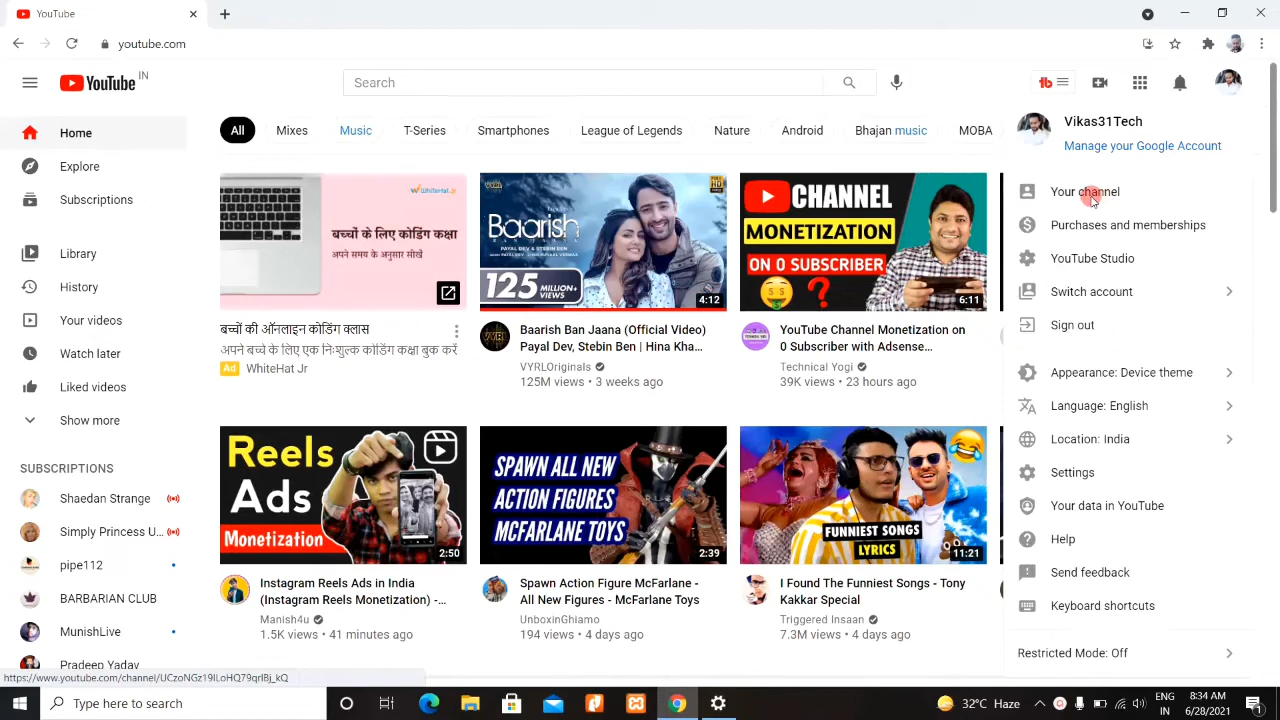 YouTube
youtube.com
YouTube IN
Search
Home
Explore
Subscriptions
Library
History
Your videos
Watch later
Liked videos
Show more
SUBSCRIPTIONS
Shaedan Strange
Simply Princess U...
pipe112
BARBARIAN CLUB
MunishLive
Pradeep Yadav
All
Mixes
Music
T-Series
Smartphones
League of Legends
Nature
Android
Bhajan music
MOBA
WhiteHat Jr
बच्चों के लिए कोडिंग कक्षा
अपने समय के अनुसार सीखें
बच्चों की ऑनलाइन कोडिंग क्लास
अपने बच्चे के लिए एक निःशुल्क कोडिंग कक्षा बुक करें
Ad WhiteHat Jr
HD
Baarish
BAN JAANA
PAYAL DEV & STEBIN BEN
125 MILLION+
VIEWS
4:12
Baarish Ban Jaana (Official Video)
Payal Dev, Stebin Ben | Hina Kha...
VYRLOriginals
125M views • 3 weeks ago
CHANNEL
MONETIZATION
ON 0 SUBSCRIBER
?
6:11
YouTube Channel Monetization on
0 Subscriber with Adsense...
Technical Yogi
39K views • 23 hours ago
Reels
Ads
Monetization
2:50
Instagram Reels Ads in India
(Instagram Reels Monetization) -...
Manish4u
1.5K views • 41 minutes ago
SPAWN ALL NEW
ACTION FIGURES
MCFARLANE TOYS
2:39
Spawn Action Figure McFarlane -
All New Figures - McFarlane Toys
UnboxinGhiamo
194 views • 4 days ago
FUNNIEST SONGS
LYRICS
11:21
I Found The Funniest Songs - Tony
Kakkar Special
Triggered Insaan
7.3M views • 4 days ago
Vikas31Tech
Manage your Google Account
Your channel
Purchases and memberships
YouTube Studio
Switch account
Sign out
Appearance: Device theme
Language: English
Location: India
Settings
Your data in YouTube
Help
Send feedback
Keyboard shortcuts
Restricted Mode: Off
https://www.youtube.com/channel/UCzoNGz19lLoHQ79qrlBj_kQ
Type here to search
32°C Haze
ENG
IN
8:34 AM
6/28/2021
1